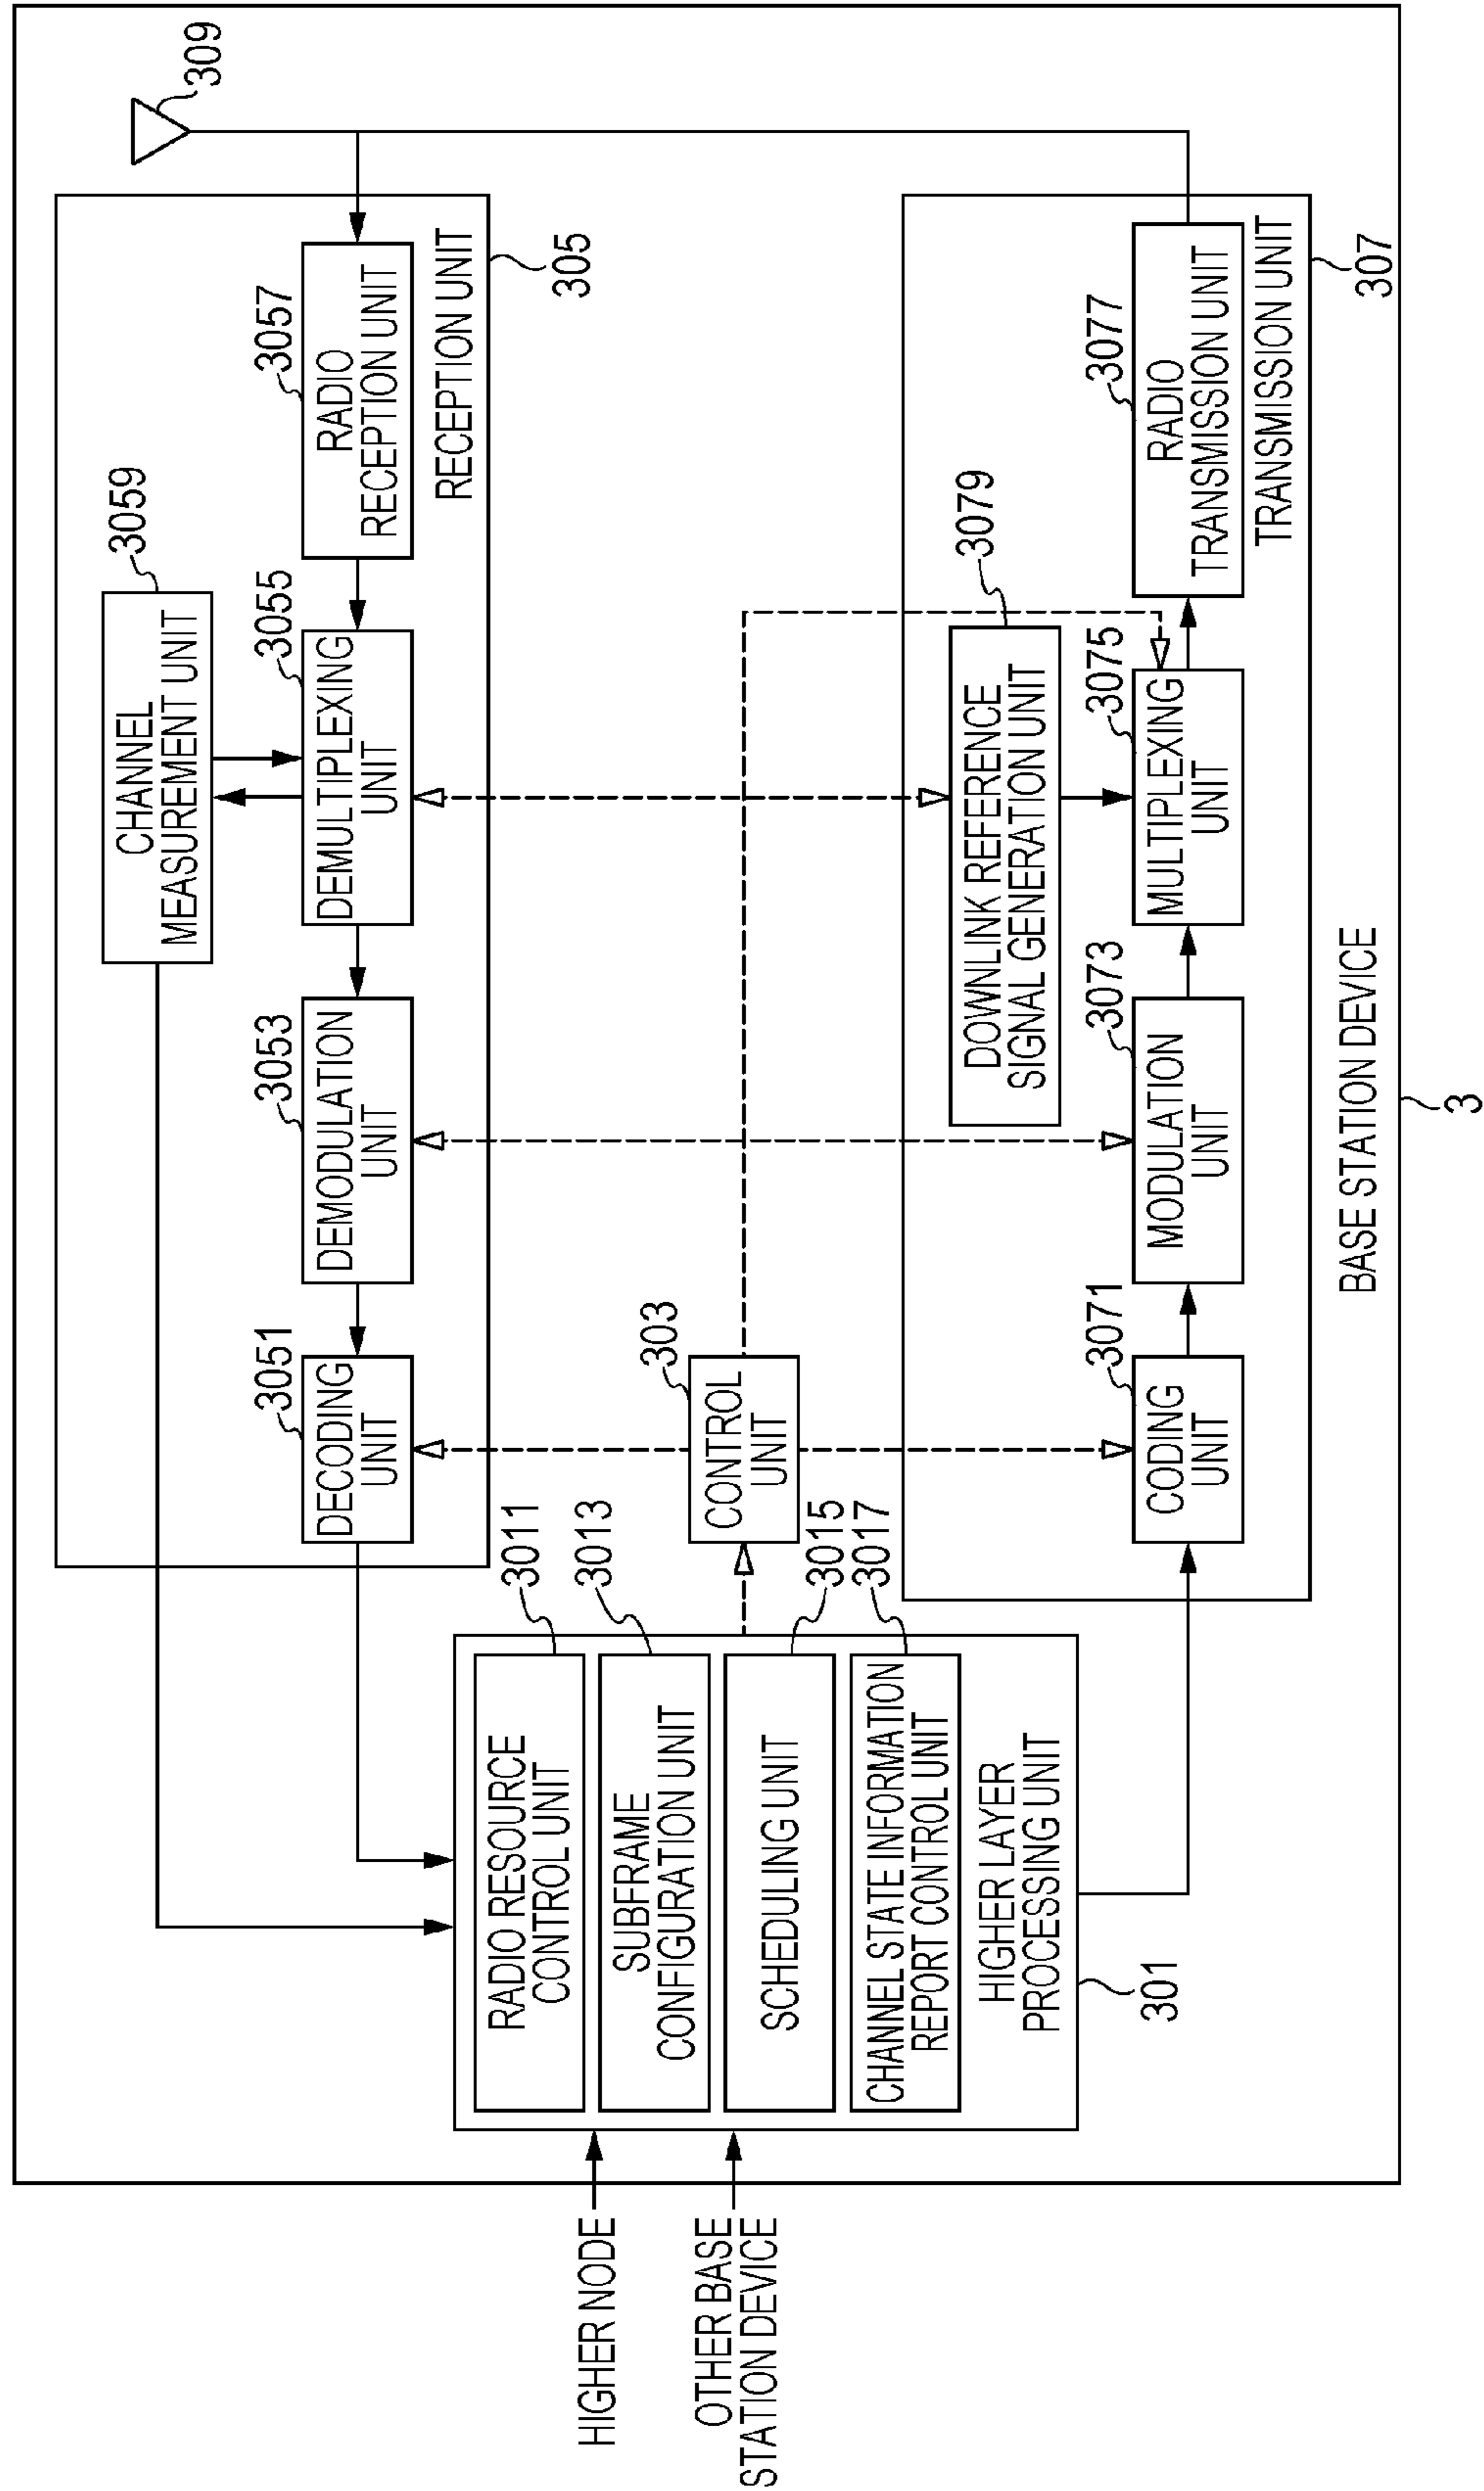 HIGHER NODE
OTHER BASE
STATION DEVICE
RADIO RESOURCE
CONTROL UNIT
3011
SUBFRAME
CONFIGURATION UNIT
3013
SCHEDULING UNIT
3015
CHANNEL STATE INFORMATION
REPORT CONTROL UNIT
3017
HIGHER LAYER
PROCESSING UNIT
301
CONTROL
UNIT
303
DECODING
UNIT
3051
DEMODULATION
UNIT
3053
DEMULTIPLEXING
UNIT
3055
CHANNEL
MEASUREMENT UNIT
3059
RADIO
RECEPTION UNIT
3057
RECEPTION UNIT
305
309
CODING
UNIT
3071
MODULATION
UNIT
3073
DOWNLINK REFERENCE
SIGNAL GENERATION UNIT
3079
MULTIPLEXING
UNIT
3075
RADIO
TRANSMISSION UNIT
3077
TRANSMISSION UNIT
307
BASE STATION DEVICE
3